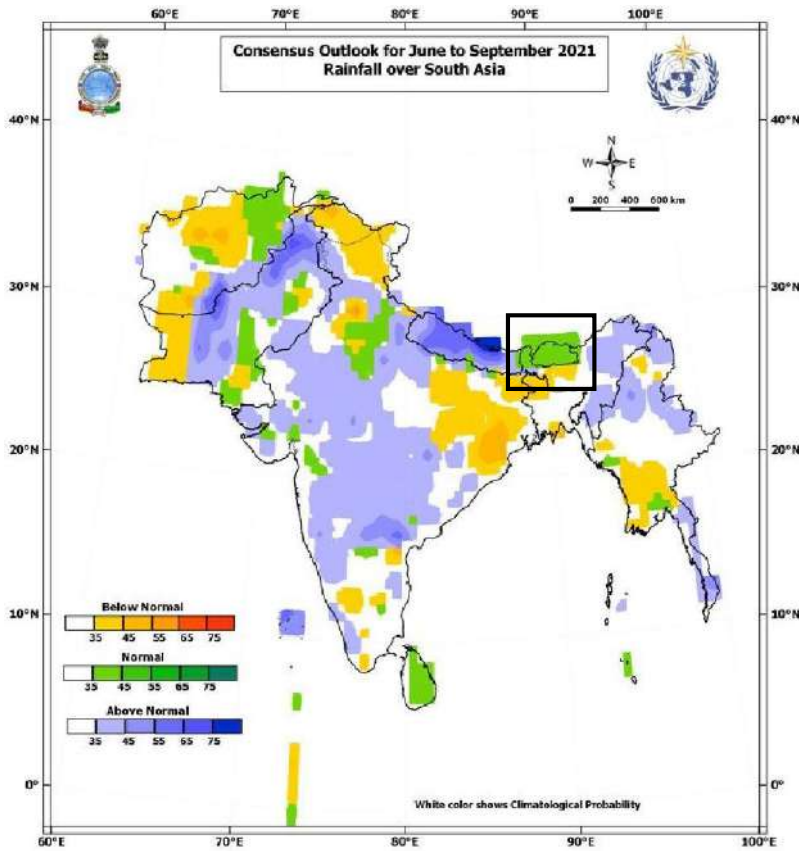 60°E 70°E 80°E 90°E 100°E
Consensus Outlook for June to September 2021
Rainfall over South Asia
40°N 40°N
N
W E
S
0 200 400 600 km
30°N 30°N
20°N 20°N
10°N 10°N
Below Normal
35 45 55 65 75
Normal
35 45 55 65 75
Above Normal
35 45 55 65 75
0° 0°
White color shows Climatological Probability
60°E 70°E 80°E 90°E 100°E